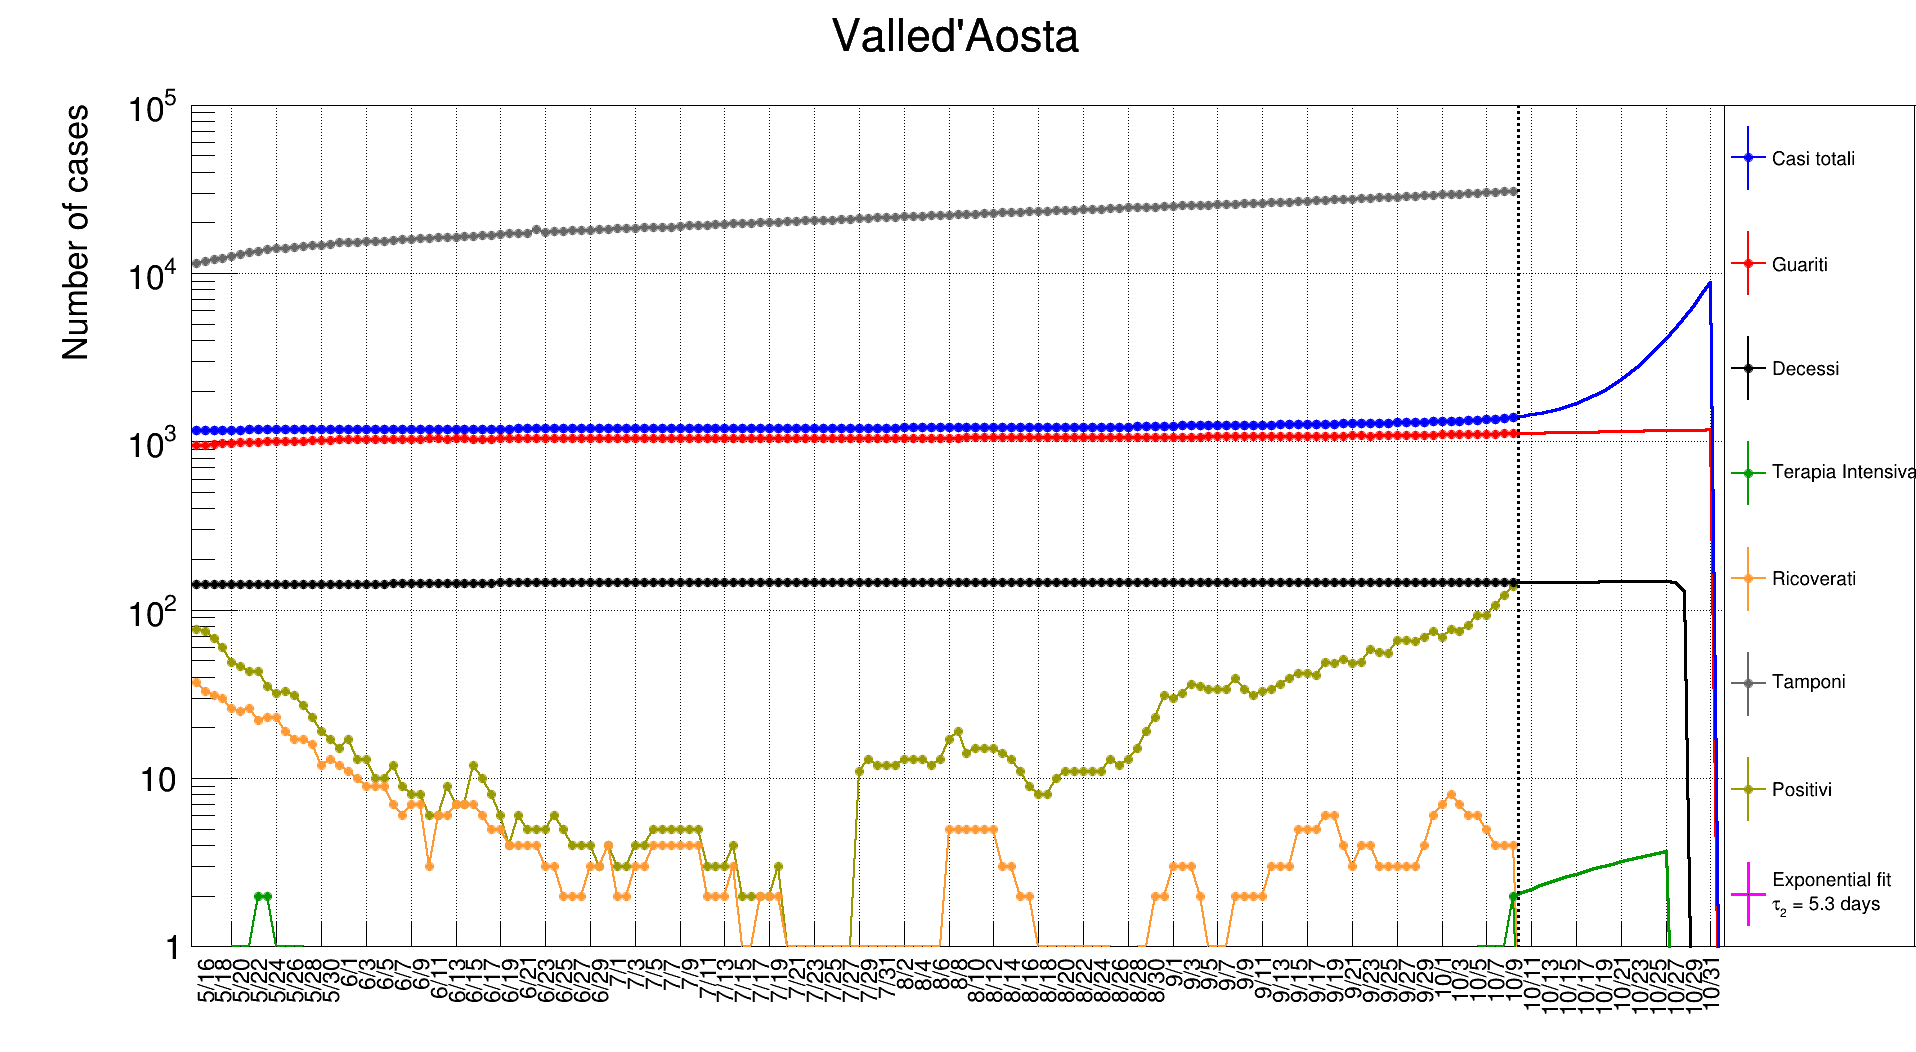 Valled'Aosta
Number of cases
10^5
10^4
10^3
10^2
10
1
5/16 5/18 5/20 5/22 5/24 5/26 5/28 5/30 6/1 6/3 6/5 6/7 6/9 6/11 6/13 6/15 6/17 6/19 6/21 6/23 6/25 6/27 6/29 7/1 7/3 7/5 7/7 7/9 7/11 7/13 7/15 7/17 7/19 7/21 7/23 7/25 7/27 7/29 7/31 8/2 8/4 8/6 8/8 8/10 8/12 8/14 8/16 8/18 8/20 8/22 8/24 8/26 8/28 8/30 9/1 9/3 9/5 9/7 9/9 9/11 9/13 9/15 9/17 9/19 9/21 9/23 9/25 9/27 9/29 10/1 10/3 10/5 10/7 10/9 10/11 10/13 10/15 10/17 10/19 10/21 10/23 10/25 10/27 10/29 10/31
Casi totali
Guariti
Decessi
Terapia Intensiva
Ricoverati
Tamponi
Positivi
Exponential fit
τ_2 = 5.3 days